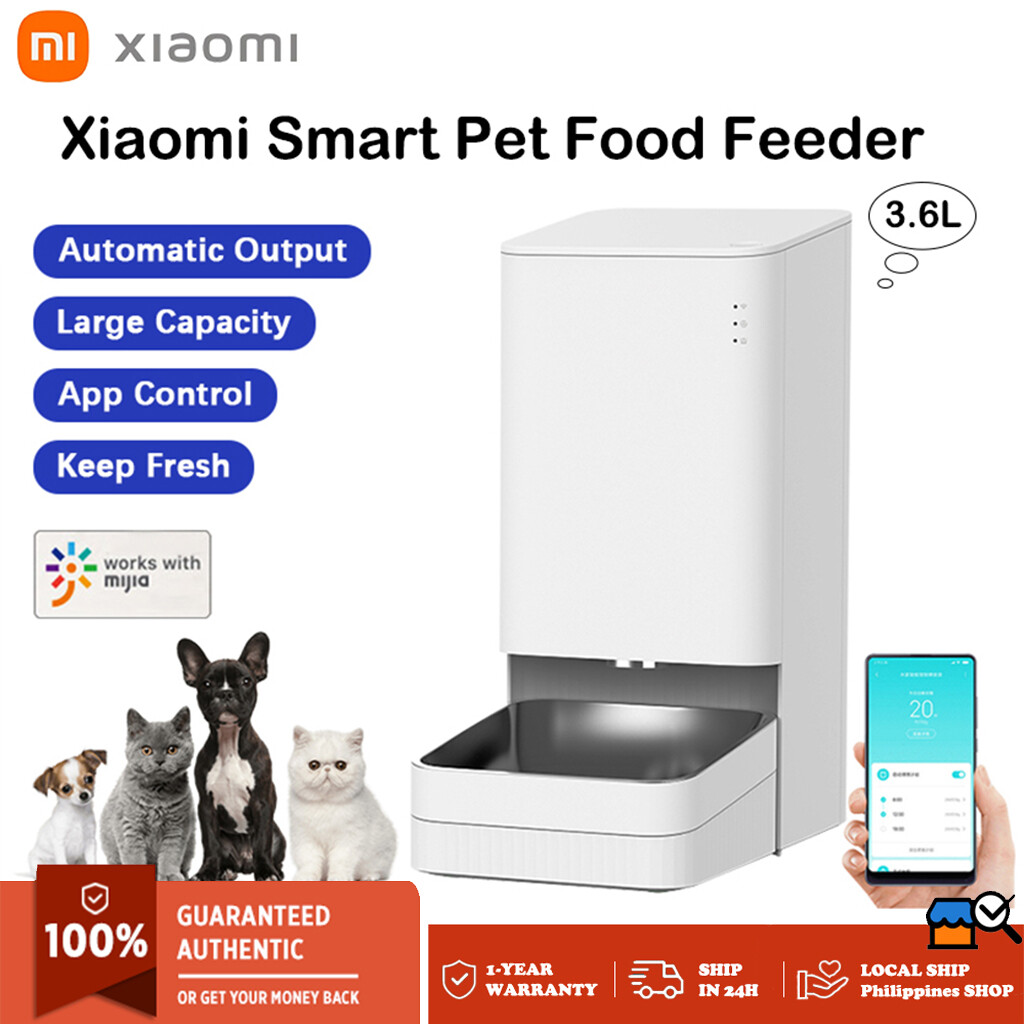 mi xiaomi
Xiaomi Smart Pet Food Feeder
3.6L
Automatic Output
Large Capacity
App Control
Keep Fresh
works with
mijia
20
100%
GUARANTEED
AUTHENTIC
OR GET YOUR MONEY BACK
1-YEAR
WARRANTY
SHIP
IN 24H
LOCAL SHIP
Philippines SHOP